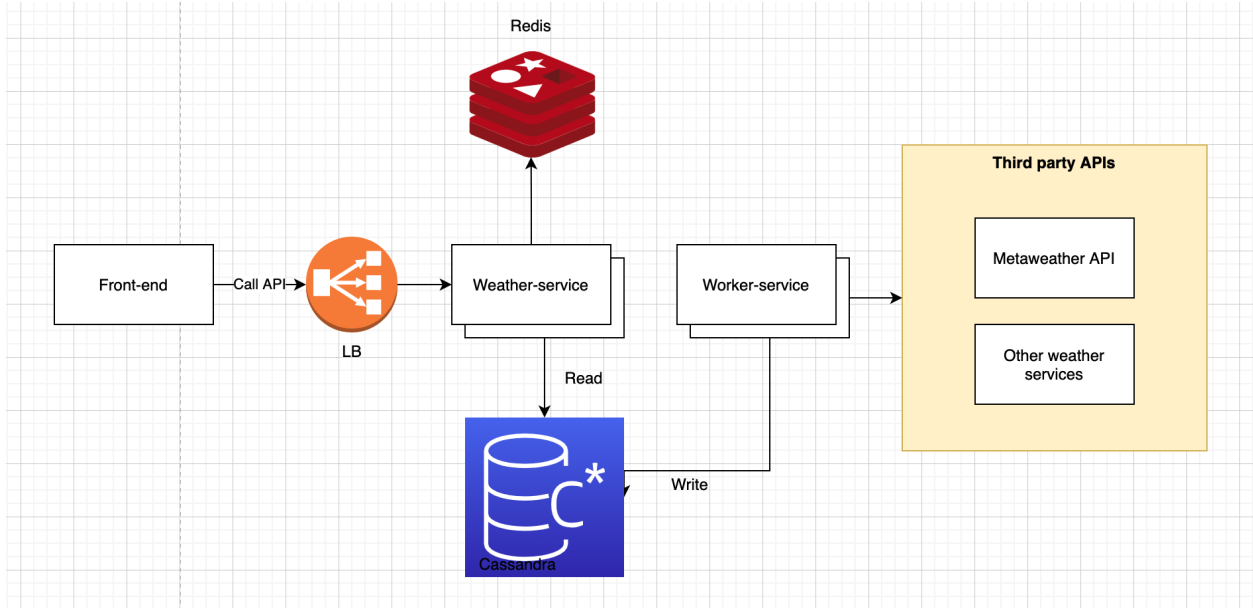 Redis
Third party APIs
Metaweather API
Front-end
Call API
Weather-service
Worker-service
LB
Other weather
services
Read
Write
C*
Cassandra